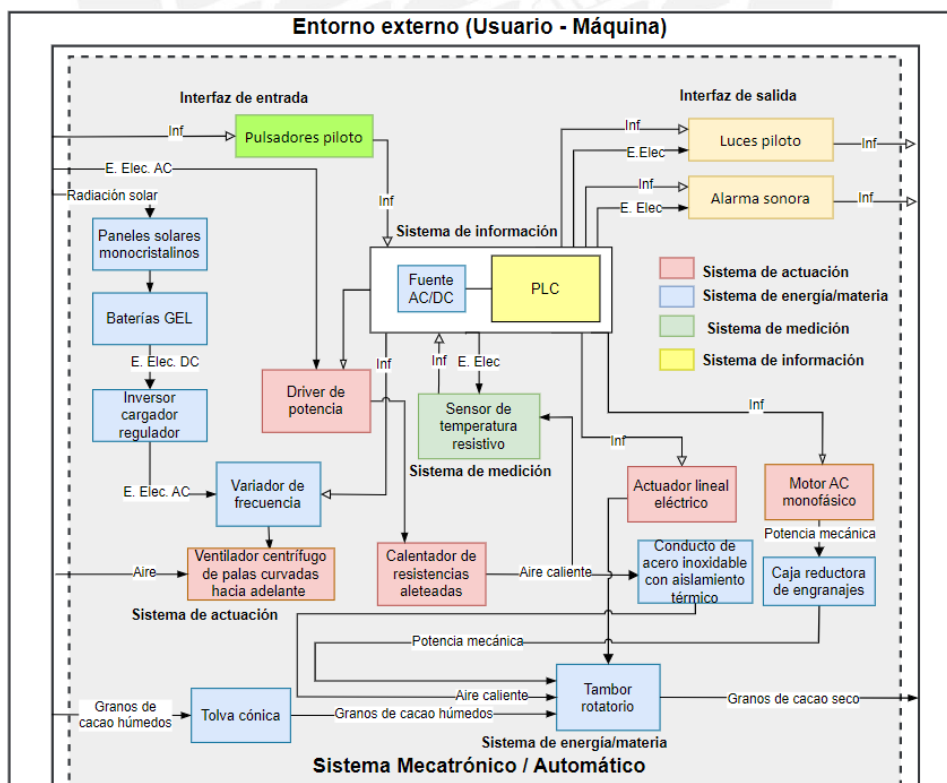 Entorno externo (Usuario - Máquina)
Interfaz de entrada
Interfaz de salida
Inf
Pulsadores piloto
Inf
Luces piloto
Inf
E.Elec
E. Elec. AC
Inf
Alarma sonora
Inf
E. Elec
Radiación solar
Inf
Paneles solares
monocristalinos
Sistema de información
Fuente
AC/DC
PLC
Sistema de actuación
Sistema de energía/materia
Sistema de medición
Sistema de información
Baterías GEL
E. Elec. DC
Inf
Inf
E. Elec
Inversor
cargador
regulador
Driver de
potencia
Sensor de
temperatura
resistivo
Inf
Sistema de medición
Inf
E. Elec. AC
Variador de
frecuencia
Actuador lineal
eléctrico
Motor AC
monofásico
Potencia mecánica
Aire
Ventilador centrífugo
de palas curvadas
hacia adelante
Calentador de
resistencias
aleteadas
Aire caliente
Conducto de
acero inoxidable
con aislamiento
térmico
Caja reductora
de engranajes
Sistema de actuación
Potencia mecánica
Aire caliente
Granos de
cacao húmedos
Tolva cónica
Granos de cacao húmedos
Tambor
rotatorio
Granos de cacao seco
Sistema de energía/materia
Sistema Mecatrónico / Automático